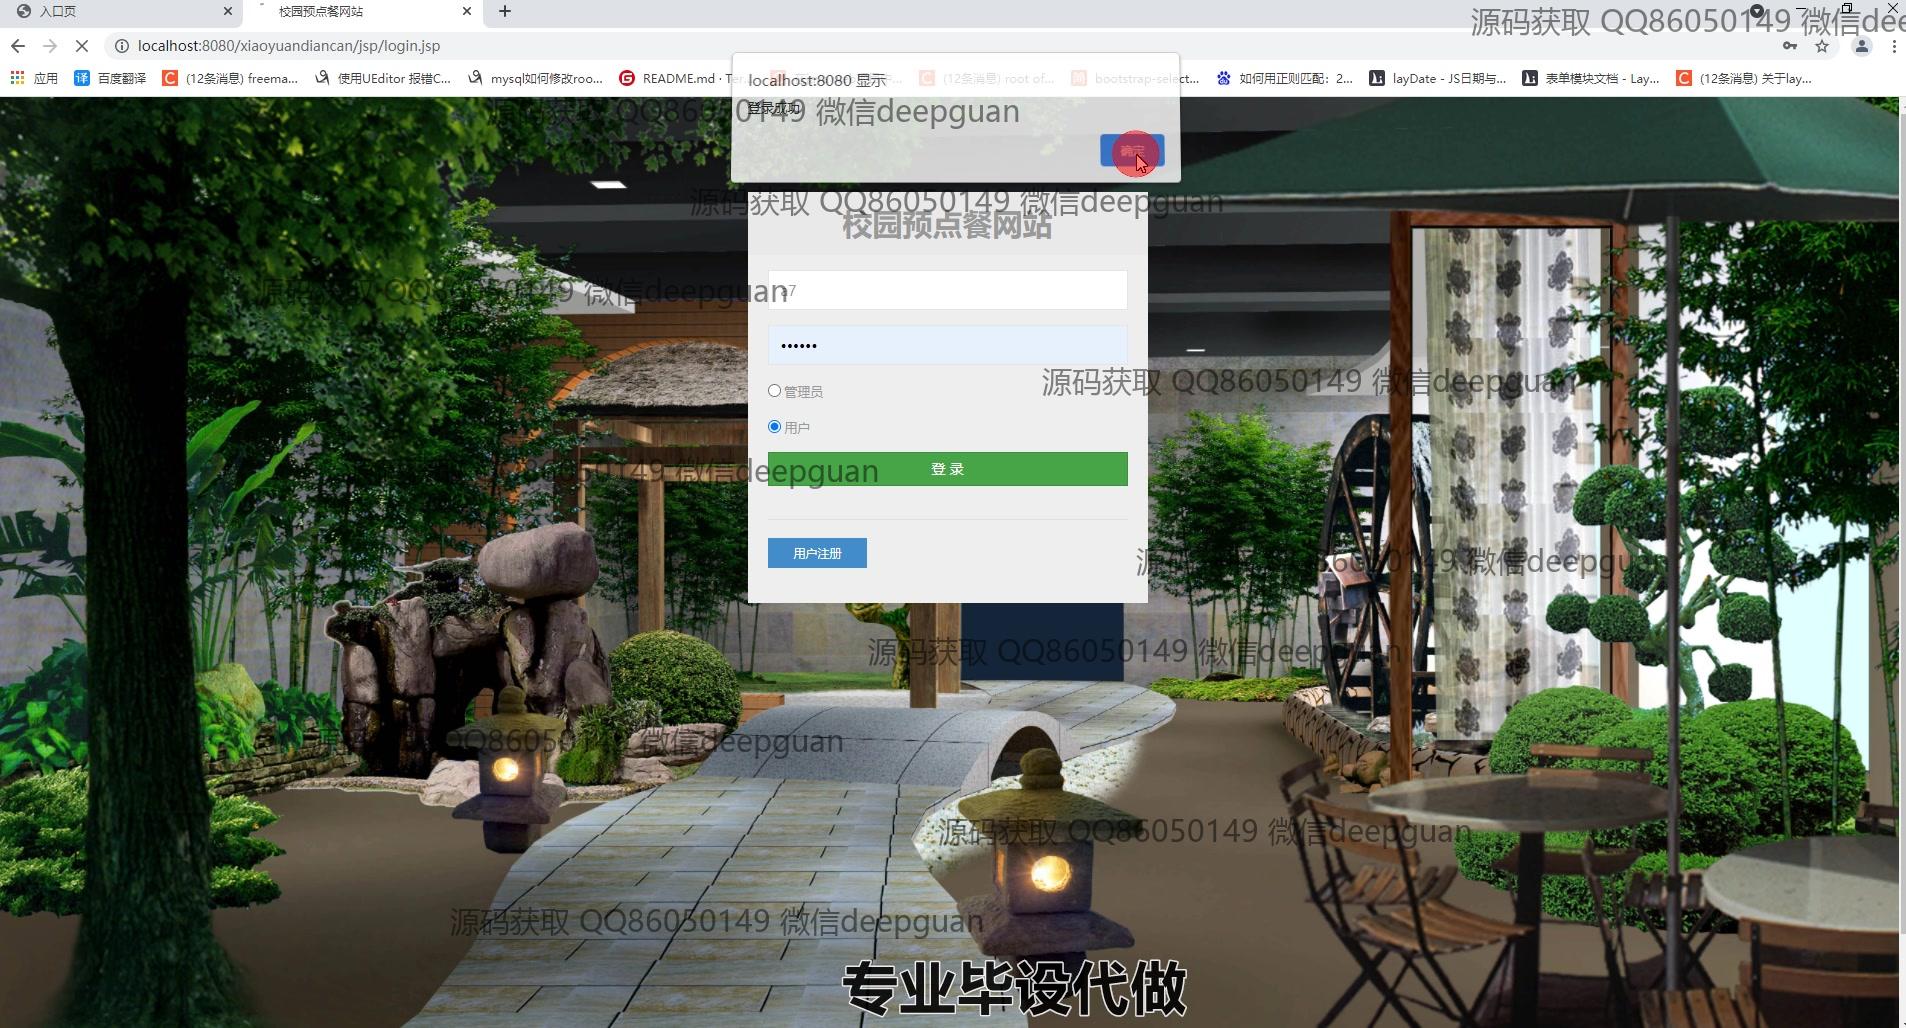 入口页
校园预点餐网站
源码获取 QQ86050149 微信deepguan
localhost:8080/xiaoyuandiancan/jsp/login.jsp
应用
百度翻译
(12条消息) freema...
使用UEditor 报错C...
mysql如何修改roo...
README.md · Ter...
(12条消息) root of...
bootstrap-select...
如何用正则匹配：2...
layDate - JS日期与...
表单模块文档 - Lay...
(12条消息) 关于lay...
localhost:8080 显示
登录成功
源码获取 QQ86050149 微信deepguan
确定
源码获取 QQ86050149 微信deepguan
校园预点餐网站
源码获取 QQ86050149 微信deepguan
管理员
源码获取 QQ86050149 微信deepguan
用户
登 录
QQ86050149 微信deepguan
用户注册
源码获取 QQ86050149 微信deepguan
源码获取 QQ86050149 微信deepguan
源码获取 QQ86050149 微信deepguan
源码获取 QQ86050149 微信deepguan
源码获取 QQ86050149 微信deepguan
专业毕设代做